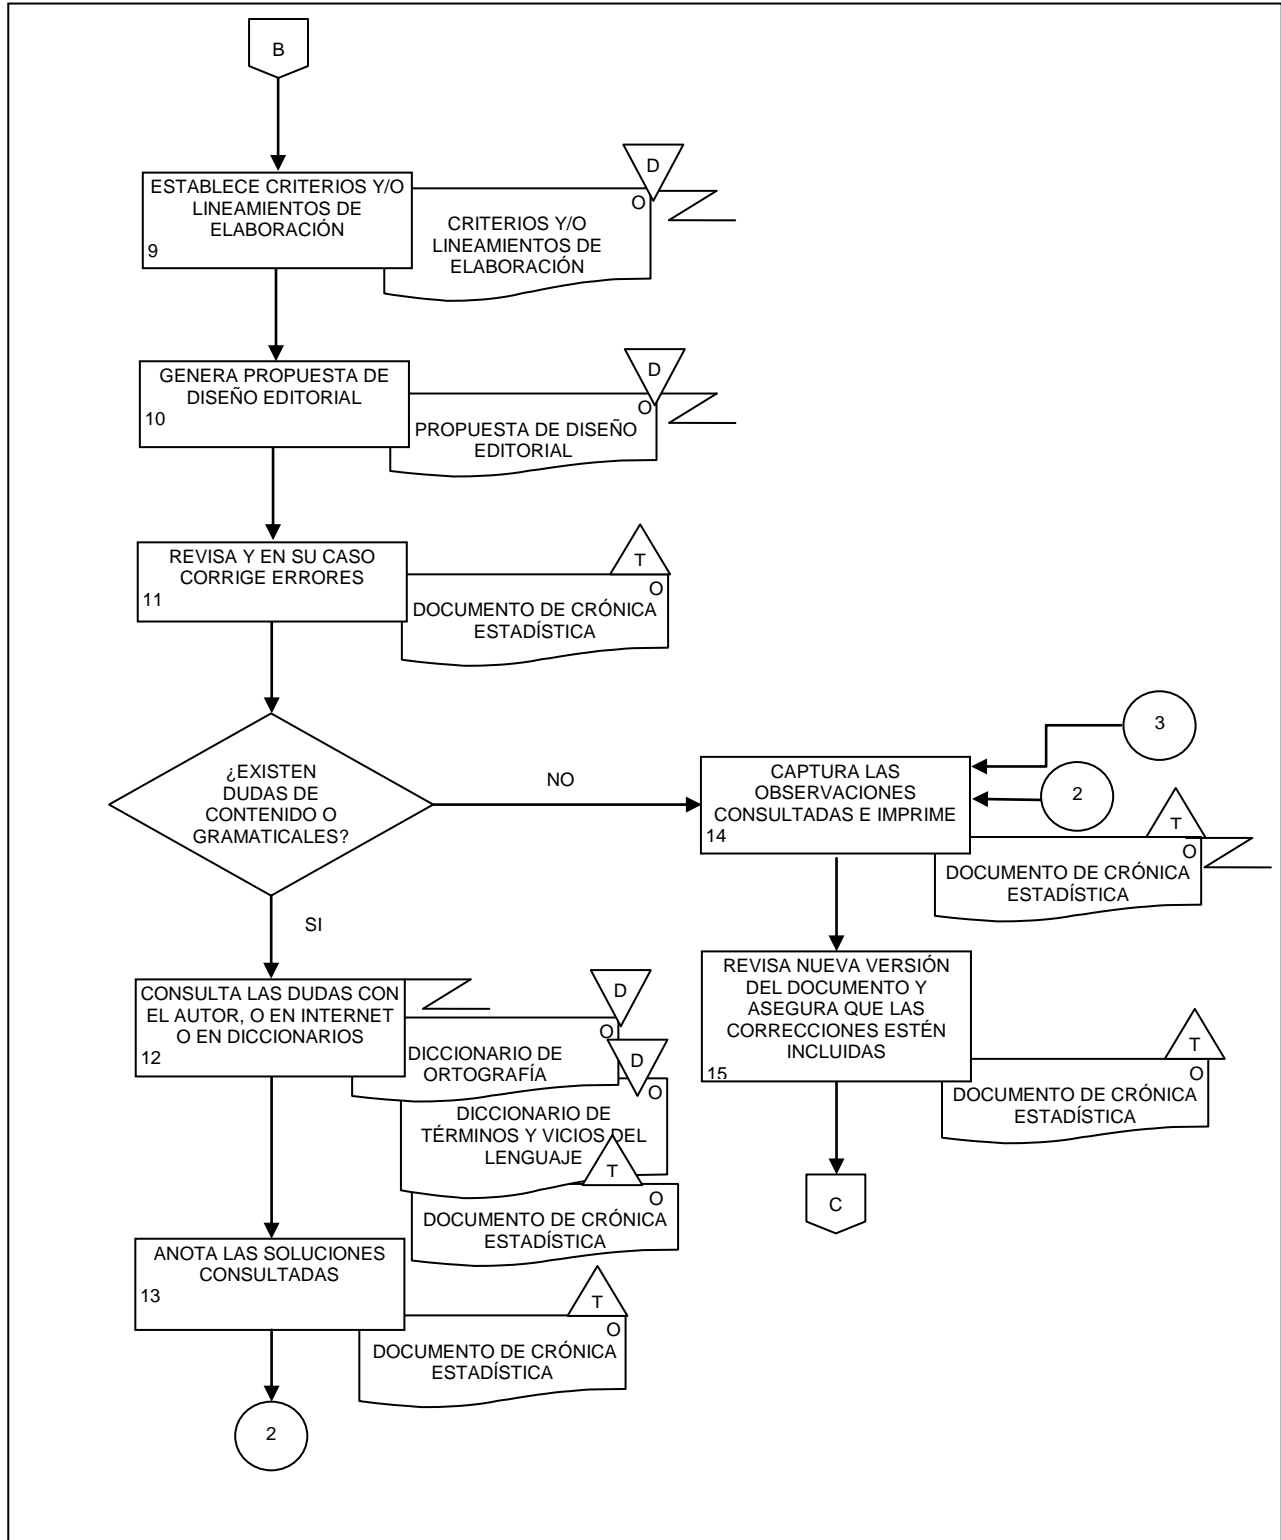 B
ESTABLECE CRITERIOS Y/O
LINEAMIENTOS DE
ELABORACIÓN
9
D
O
CRITERIOS Y/O
LINEAMIENTOS DE
ELABORACIÓN
GENERA PROPUESTA DE
DISEÑO EDITORIAL
10
D
O
PROPUESTA DE DISEÑO
EDITORIAL
REVISA Y EN SU CASO
CORRIGE ERRORES
11
T
O
DOCUMENTO DE CRÓNICA
ESTADÍSTICA
¿EXISTEN
DUDAS DE
CONTENIDO O
GRAMATICALES?
NO
SI
3
2
CAPTURA LAS
OBSERVACIONES
CONSULTADAS E IMPRIME
14
T
O
DOCUMENTO DE CRÓNICA
ESTADÍSTICA
CONSULTA LAS DUDAS CON
EL AUTOR, O EN INTERNET
O EN DICCIONARIOS
12
D
O
DICCIONARIO DE
ORTOGRAFÍA
D
O
DICCIONARIO DE
TÉRMINOS Y VICIOS DEL
LENGUAJE
T
O
DOCUMENTO DE CRÓNICA
ESTADÍSTICA
REVISA NUEVA VERSIÓN
DEL DOCUMENTO Y
ASEGURA QUE LAS
CORRECCIONES ESTÉN
INCLUIDAS
15
T
O
DOCUMENTO DE CRÓNICA
ESTADÍSTICA
C
ANOTA LAS SOLUCIONES
CONSULTADAS
13
T
O
DOCUMENTO DE CRÓNICA
ESTADÍSTICA
2